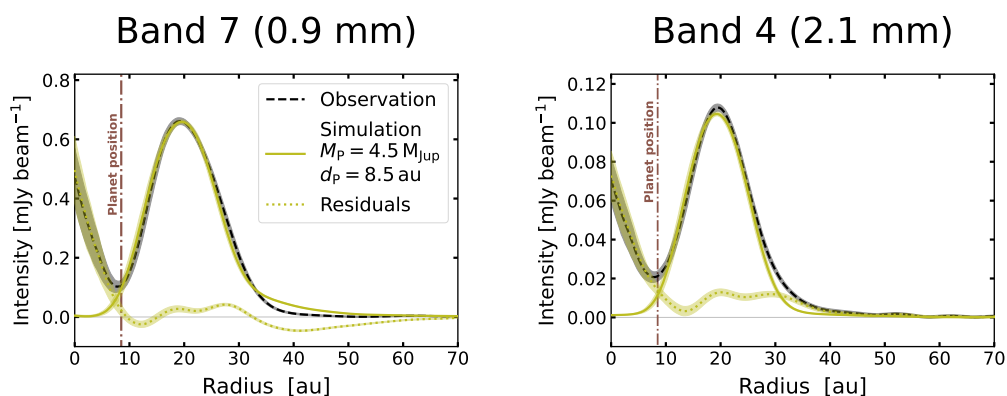 Band 7 (0.9 mm)
Band 4 (2.1 mm)
Intensity [mJy beam⁻¹]
0.8
0.6
0.4
0.2
0.0
Planet position
Observation
Simulation
M_P = 4.5 M_Jup
d_P = 8.5 au
Residuals
0 10 20 30 40 50 60 70
Radius [au]
Intensity [mJy beam⁻¹]
0.12
0.10
0.08
0.06
0.04
0.02
0.00
Planet position
0 10 20 30 40 50 60 70
Radius [au]